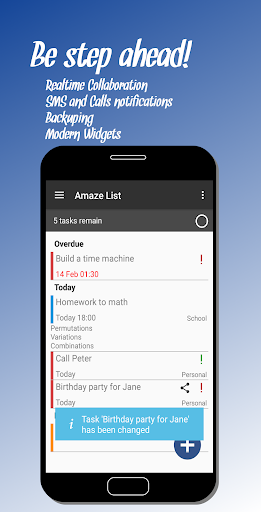 Be step ahead!
Realtime Collaboration
SMS and Calls notifications
Backuping
Modern Widgets
Amaze List
5 tasks remain
Overdue
Build a time machine !
14 Feb 01:30
Today
Homework to math
Today 18:00 School
Permutations
Variations
Combinations
Call Peter !
Today Personal
Birthday party for Jane !
Today Personal
i Task 'Birthday party for Jane'
has been changed
+